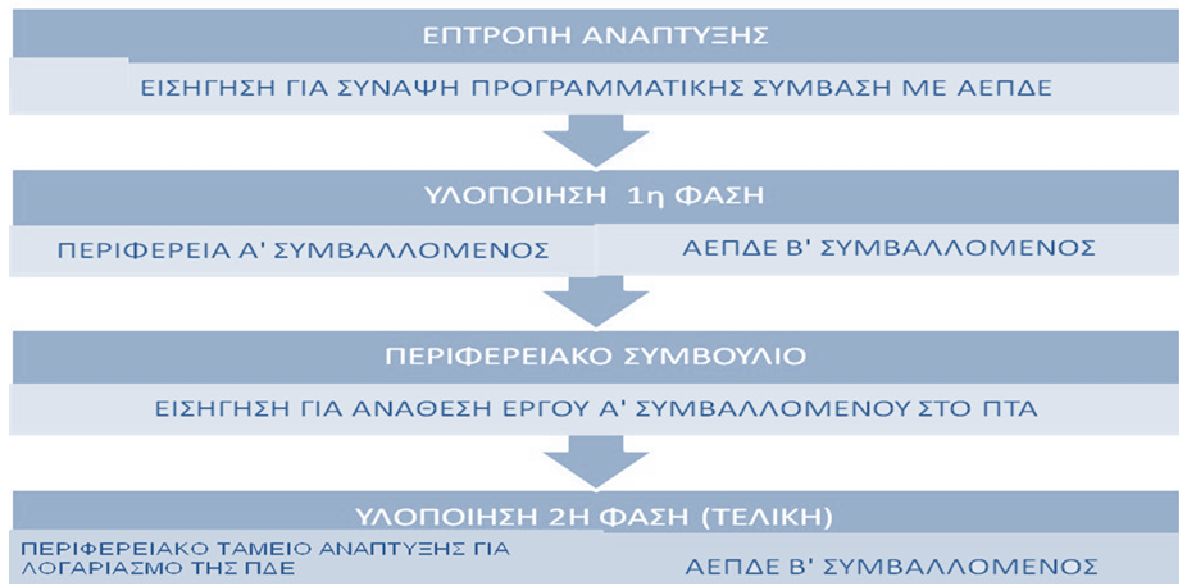 ΕΠΤΡΟΠΗ ΑΝΑΠΤΥΞΗΣ
ΕΙΣΗΓΗΣΗ ΓΙΑ ΣΥΝΑΨΗ ΠΡΟΓΡΑΜΜΑΤΙΚΗΣ ΣΥΜΒΑΣΗ ΜΕ ΑΕΠΔΕ
ΥΛΟΠΟΙΗΣΗ 1η ΦΑΣΗ
ΠΕΡΙΦΕΡΕΙΑ Α' ΣΥΜΒΑΛΛΟΜΕΝΟΣ
ΑΕΠΔΕ Β' ΣΥΜΒΑΛΛΟΜΕΝΟΣ
ΠΕΡΙΦΕΡΕΙΑΚΟ ΣΥΜΒΟΥΛΙΟ
ΕΙΣΗΓΗΣΗ ΓΙΑ ΑΝΑΘΕΣΗ ΕΡΓΟΥ Α' ΣΥΜΒΑΛΛΟΜΕΝΟΥ ΣΤΟ ΠΤΑ
ΥΛΟΠΟΙΗΣΗ 2Η ΦΑΣΗ (ΤΕΛΙΚΗ)
ΠΕΡΙΦΕΡΕΙΑΚΟ ΤΑΜΕΙΟ ΑΝΑΠΤΥΞΗΣ ΓΙΑ
ΛΟΓΑΡΙΑΣΜΟ ΤΗΣ ΠΔΕ
ΑΕΠΔΕ Β' ΣΥΜΒΑΛΛΟΜΕΝΟΣ